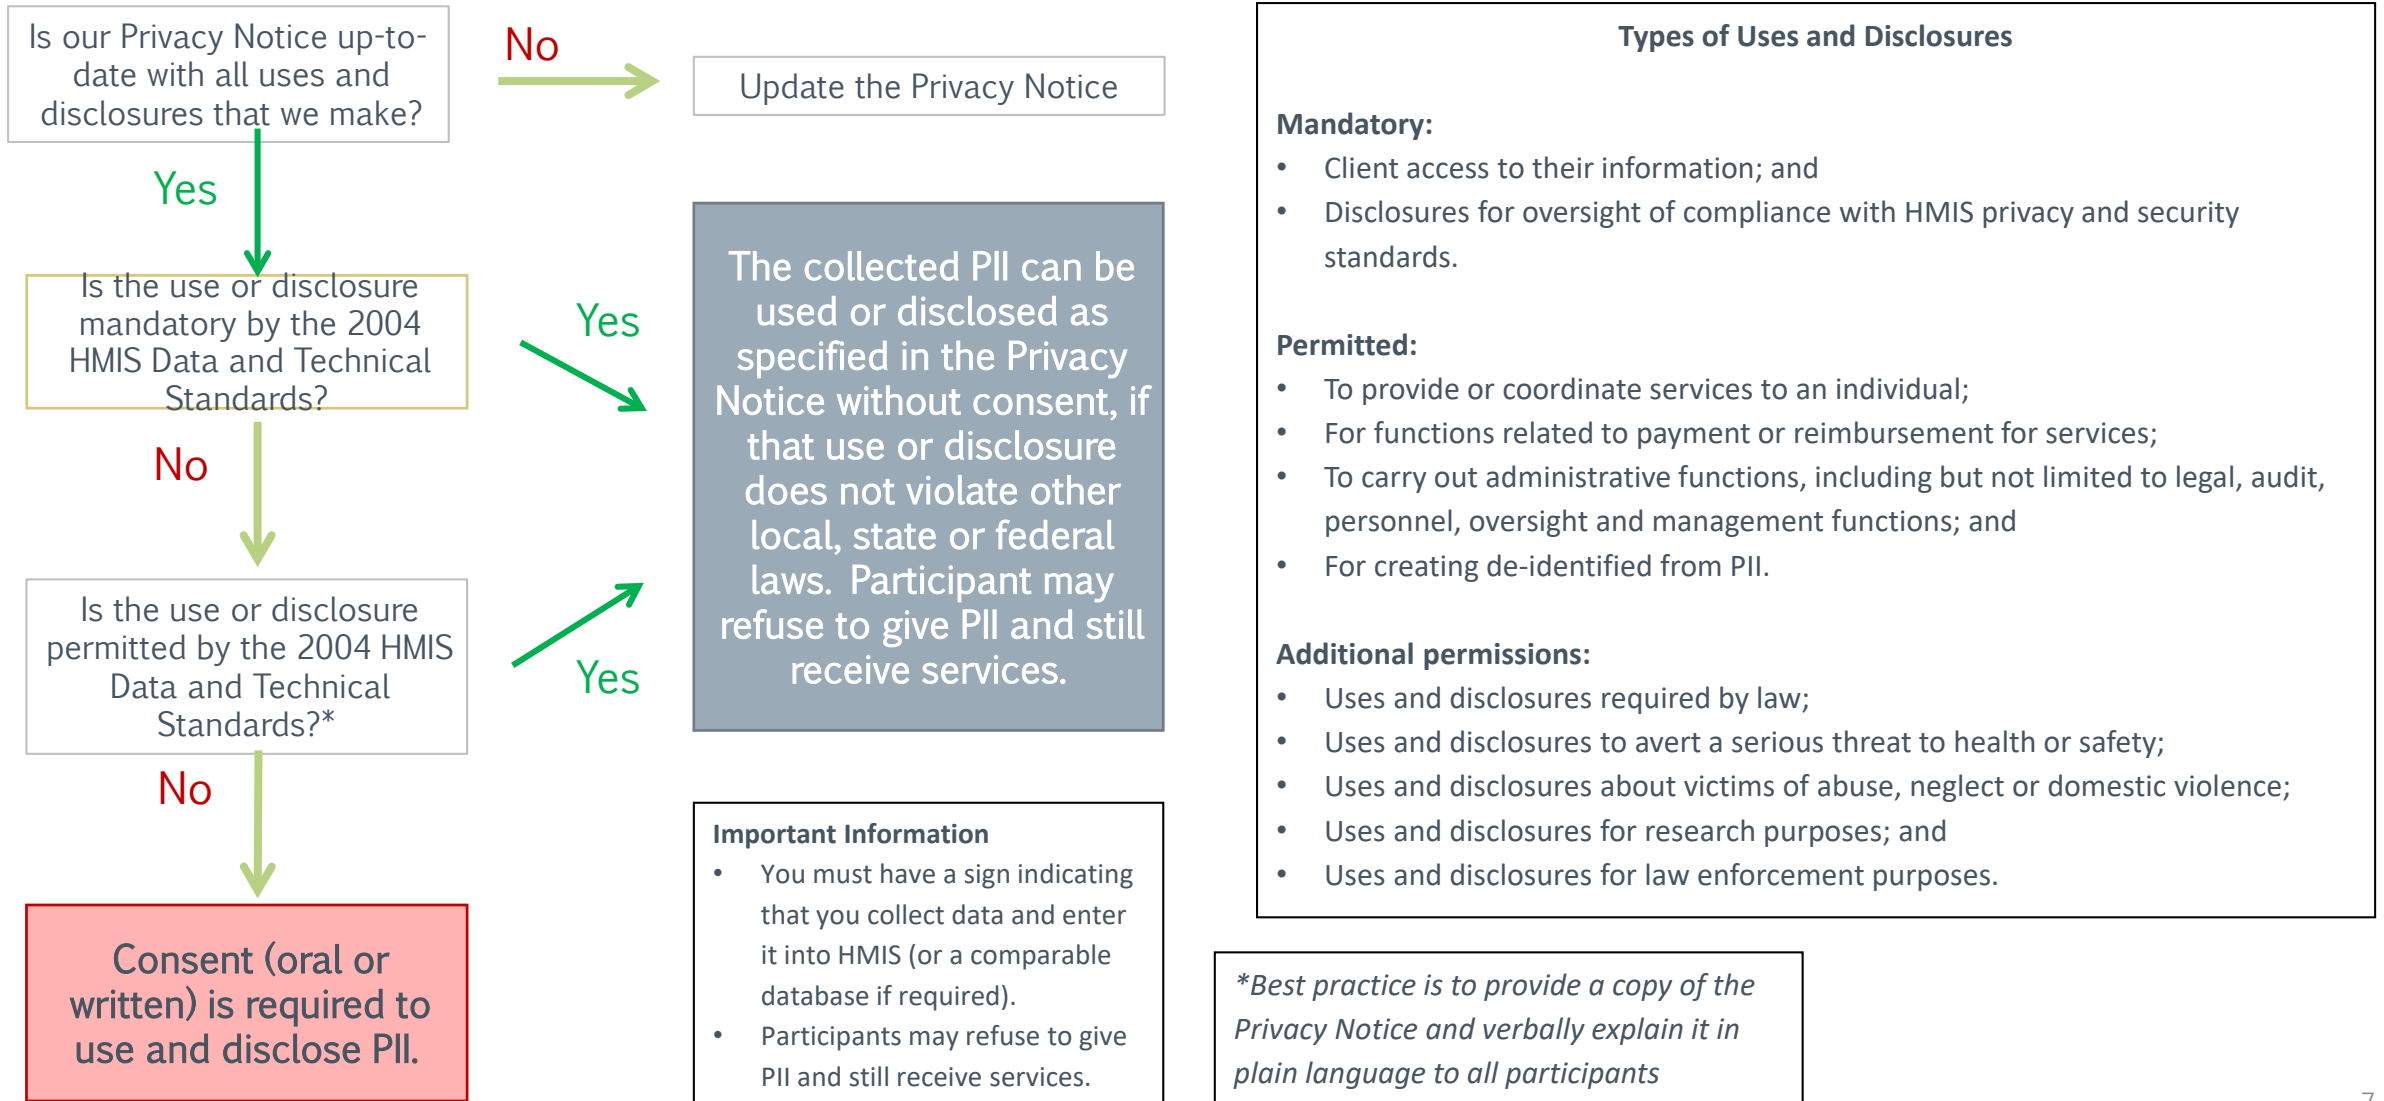 Is our Privacy Notice up-to-
date with all uses and
disclosures that we make?
No
Update the Privacy Notice
Yes
Is the use or disclosure
mandatory by the 2004
HMIS Data and Technical
Standards?
Yes
No
The collected PII can be
used or disclosed as
specified in the Privacy
Notice without consent, if
that use or disclosure
does not violate other
local, state or federal
laws. Participant may
refuse to give PII and still
receive services.
Is the use or disclosure
permitted by the 2004 HMIS
Data and Technical
Standards?*
Yes
No
Consent (oral or
written) is required to
use and disclose PII.
Important Information
• You must have a sign indicating
that you collect data and enter
it into HMIS (or a comparable
database if required).
• Participants may refuse to give
PII and still receive services.
Types of Uses and Disclosures
Mandatory:
• Client access to their information; and
• Disclosures for oversight of compliance with HMIS privacy and security
standards.
Permitted:
• To provide or coordinate services to an individual;
• For functions related to payment or reimbursement for services;
• To carry out administrative functions, including but not limited to legal, audit,
personnel, oversight and management functions; and
• For creating de-identified from PII.
Additional permissions:
• Uses and disclosures required by law;
• Uses and disclosures to avert a serious threat to health or safety;
• Uses and disclosures about victims of abuse, neglect or domestic violence;
• Uses and disclosures for research purposes; and
• Uses and disclosures for law enforcement purposes.
*Best practice is to provide a copy of the
Privacy Notice and verbally explain it in
plain language to all participants
7